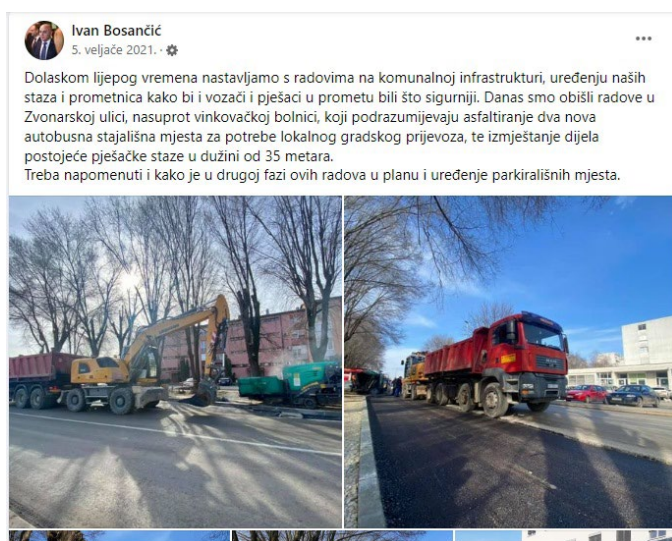 Ivan Bosančić
5. veljače 2021. ·
Dolaskom lijepog vremena nastavljamo s radovima na komunalnoj infrastrukturi, uređenju naših
staza i prometnica kako bi i vozači i pješaci u prometu bili što sigurniji. Danas smo obišli radove u
Zvonarskoj ulici, nasuprot vinkovačkoj bolnici, koji podrazumijevaju asfaltiranje dva nova
autobusna stajališna mjesta za potrebe lokalnog gradskog prijevoza, te izmještanje dijela
postojeće pješačke staze u dužini od 35 metara.
Treba napomenuti i kako je u drugoj fazi ovih radova u planu i uređenje parkirališnih mjesta.